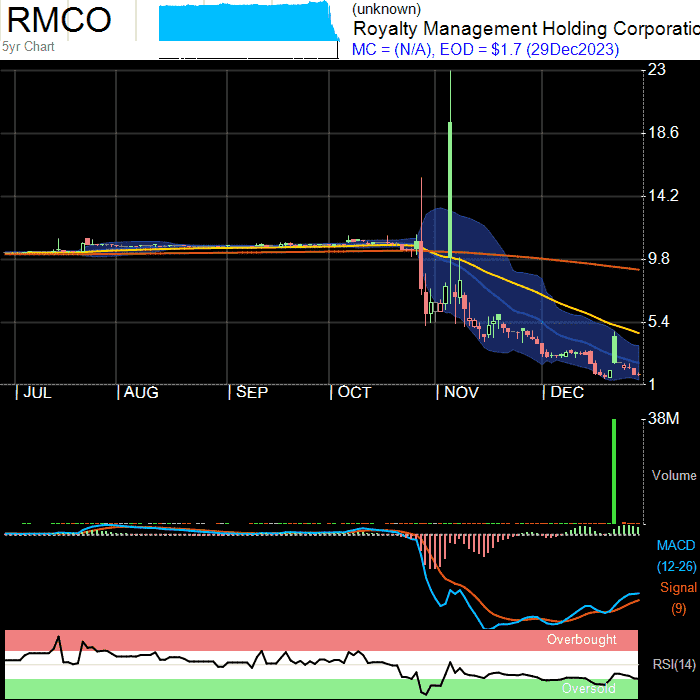 RMCO
5yr Chart
(unknown)
Royalty Management Holding Corporatio
MC = (N/A), EOD = $1.7 (29Dec2023)
23
18.6
14.2
9.8
5.4
1
JUL AUG SEP OCT NOV DEC
38M
Volume
MACD
(12-26)
Signal
(9)
Overbought
RSI(14)
Oversold